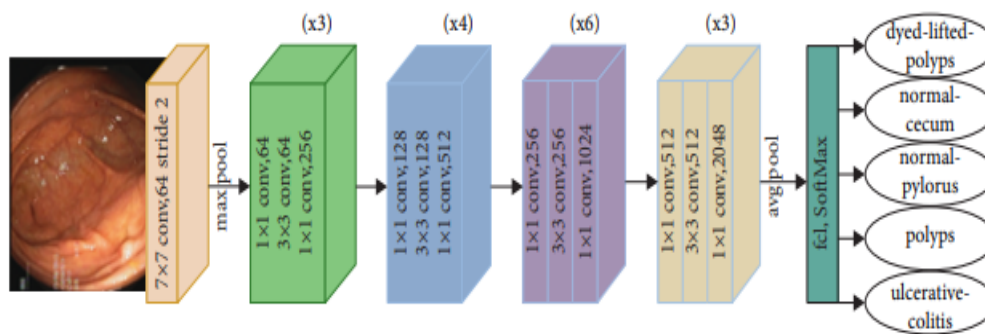 (x3)
(x4)
(x6)
(x3)
7×7 conv,64 stride 2
max pool
1×1 conv,64
3×3 conv,64
1×1 conv,256
1×1 conv,128
3×3 conv,128
1×1 conv,512
1×1 conv,256
3×3 conv,256
1×1 conv,1024
1×1 conv,512
3×3 conv,512
1×1 conv,2048
avg pool
fcl, SoftMax
dyed-lifted-
polyps
normal-
cecum
normal-
pylorus
polyps
ulcerative-
colitis